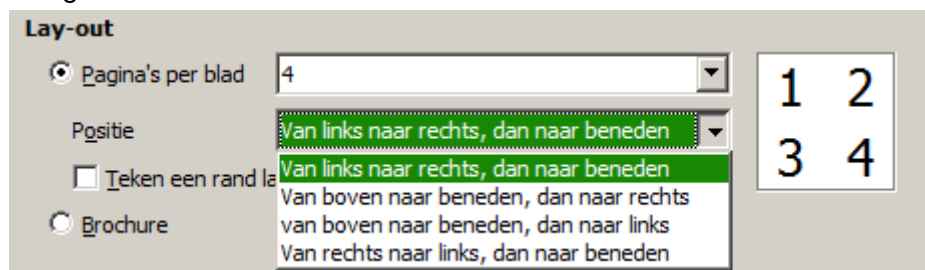 Lay-out
Pagina's per blad 4
1 2
Positie Van links naar rechts, dan naar beneden
3 4
Teken een rand la
Van links naar rechts, dan naar beneden
Van boven naar beneden, dan naar rechts
Brochure
van boven naar beneden, dan naar links
Van rechts naar links, dan naar beneden